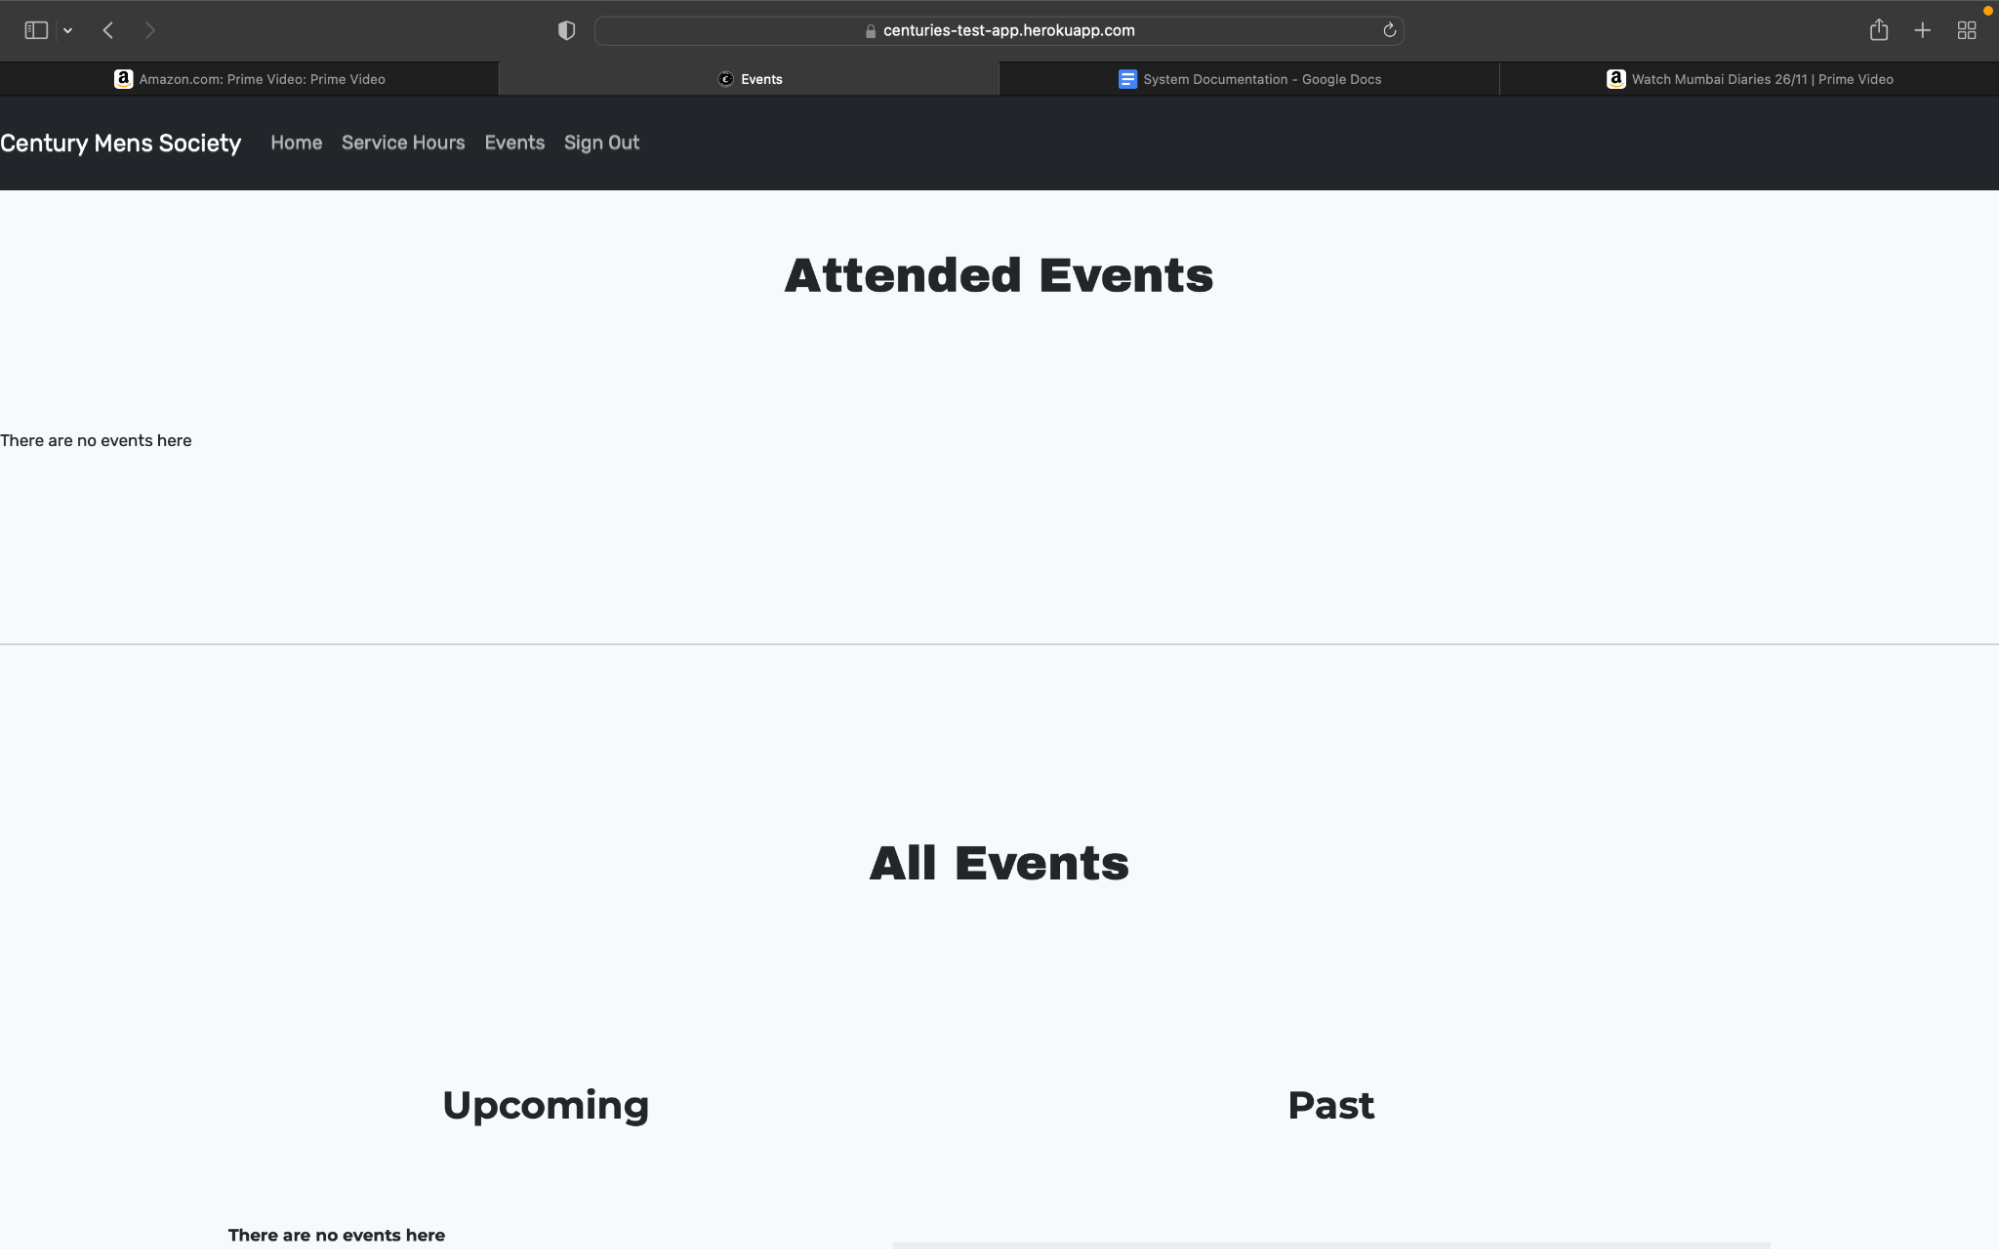 centuries-test-app.herokuapp.com
Amazon.com: Prime Video: Prime Video
Events
System Documentation - Google Docs
Watch Mumbai Diaries 26/11 | Prime Video
Century Mens Society Home Service Hours Events Sign Out
Attended Events
There are no events here
All Events
Upcoming
Past
There are no events here